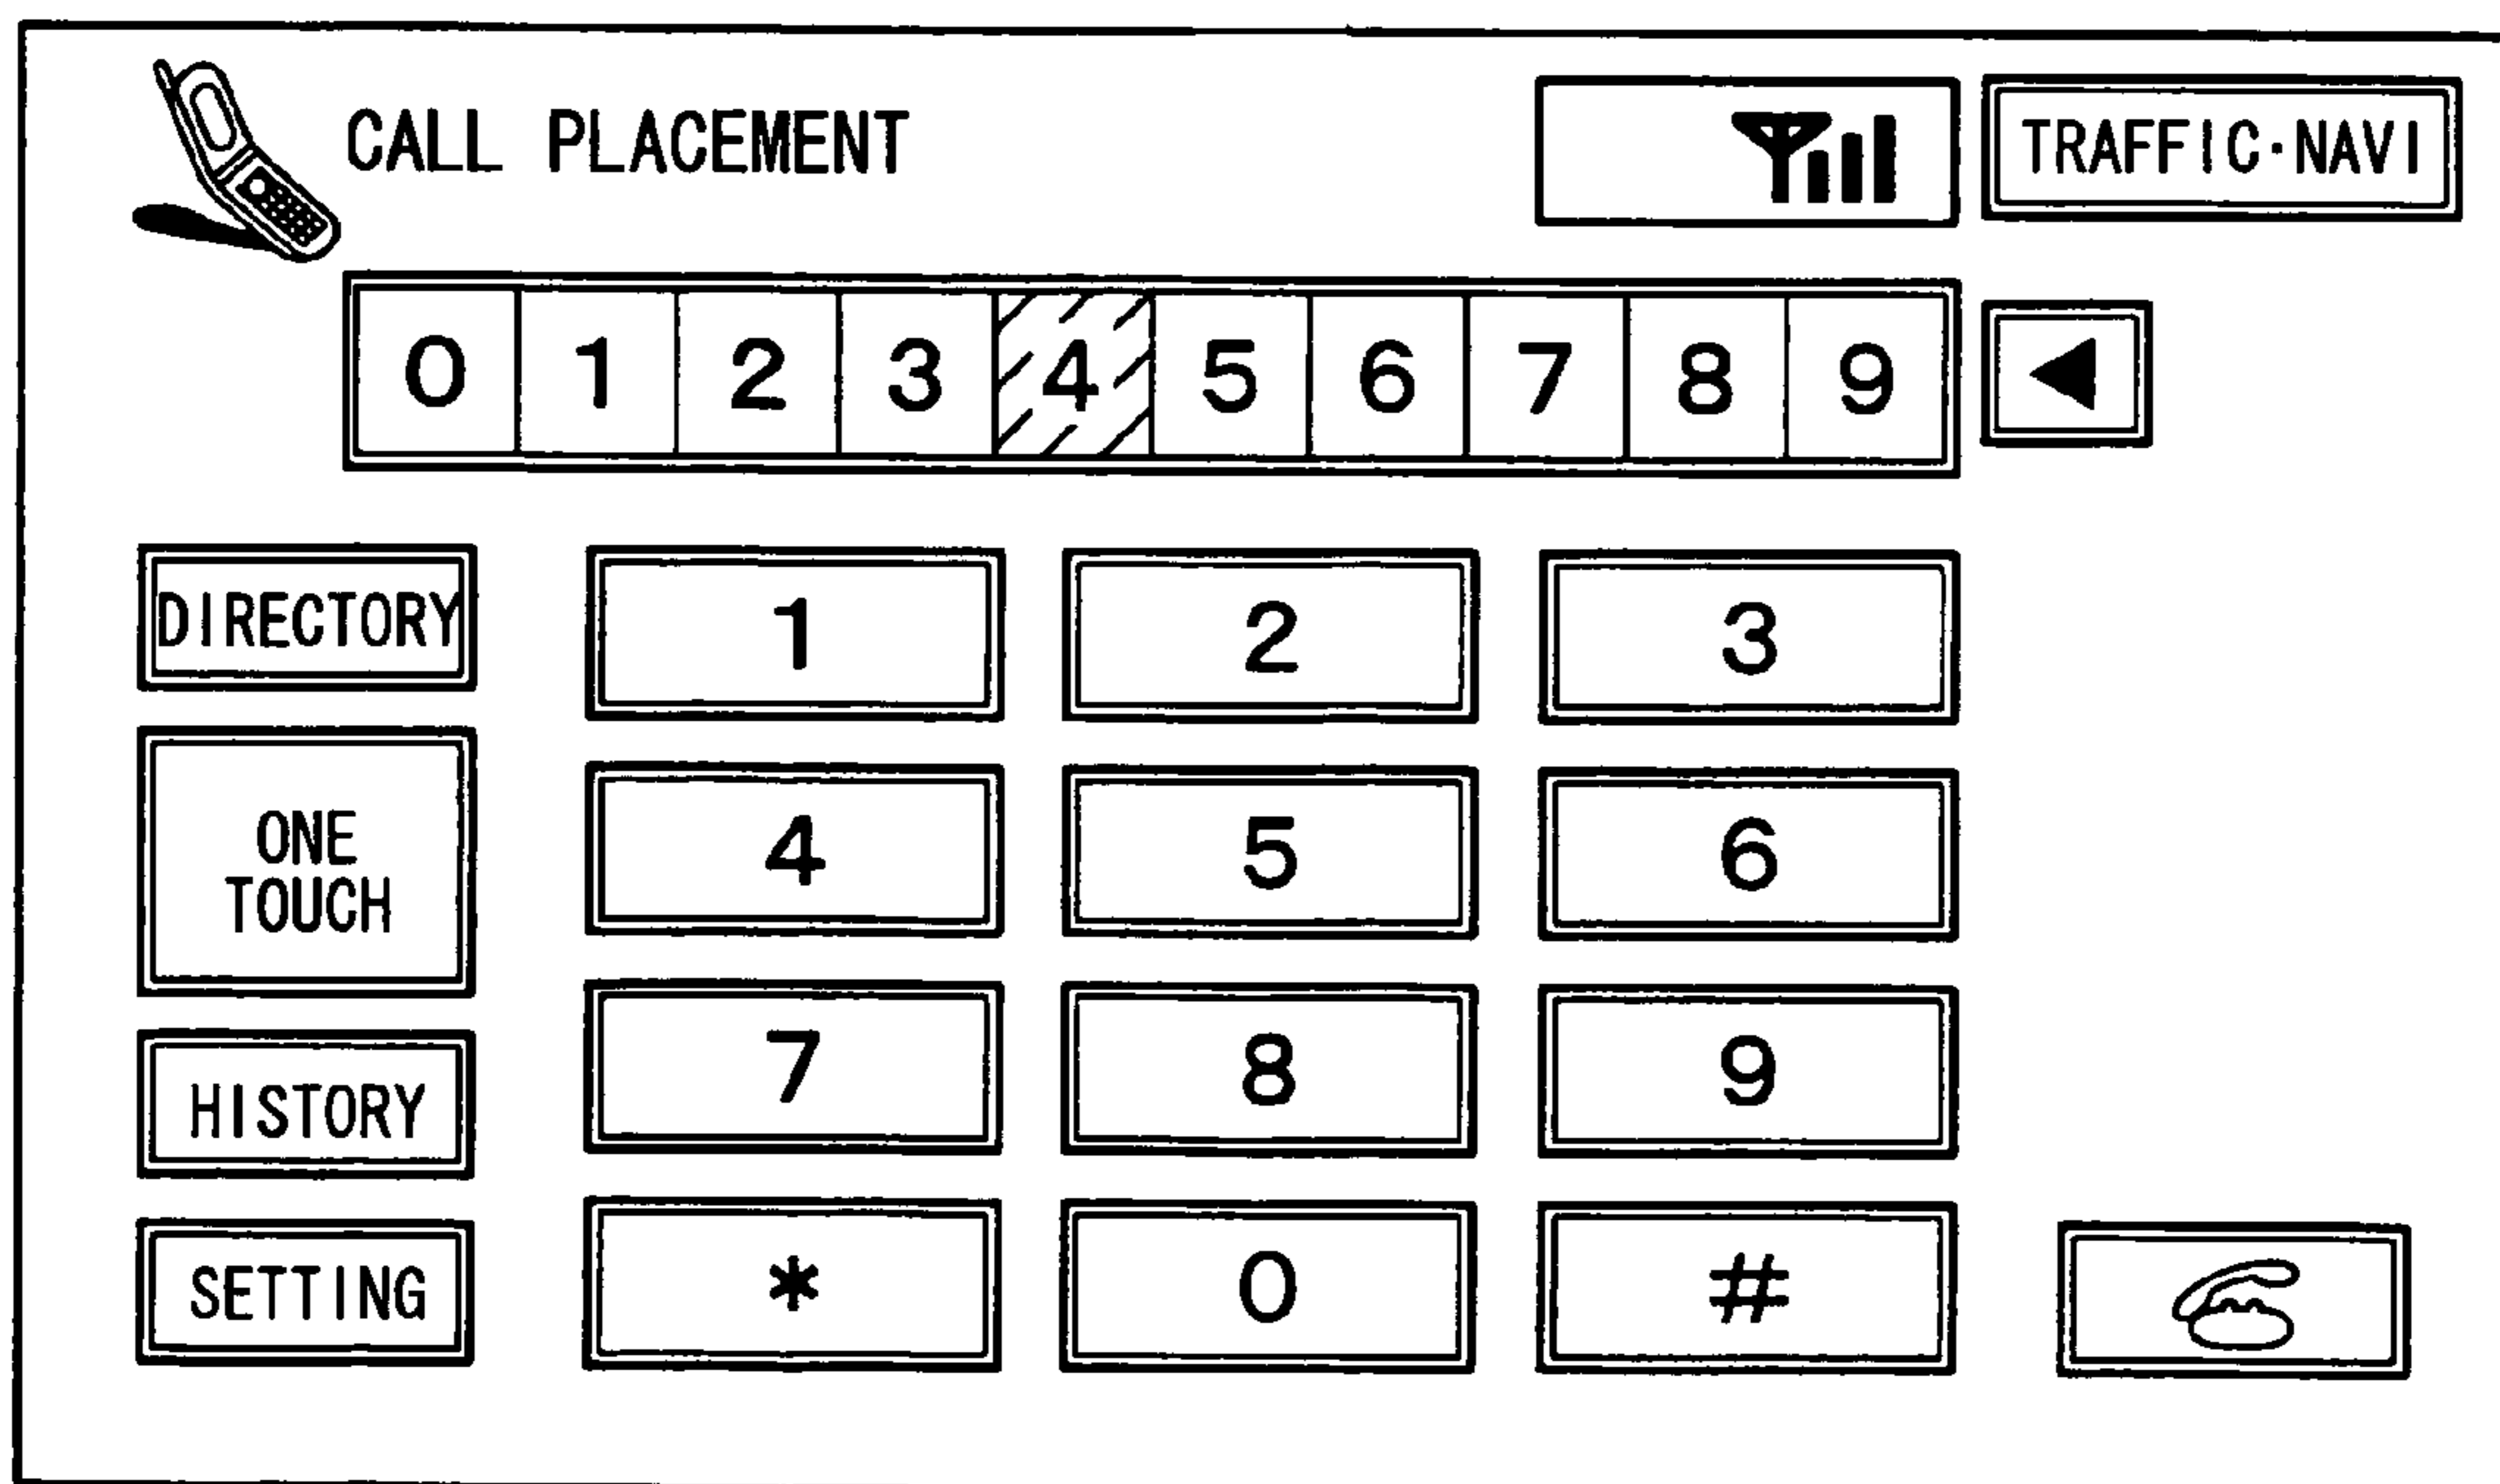 CALL PLACEMENT
TRAFFIC·NAVI
0 1 2 3 4 5 6 7 8 9
DIRECTORY
1 2 3
ONE
TOUCH
4 5 6
HISTORY
7 8 9
SETTING
* 0 #